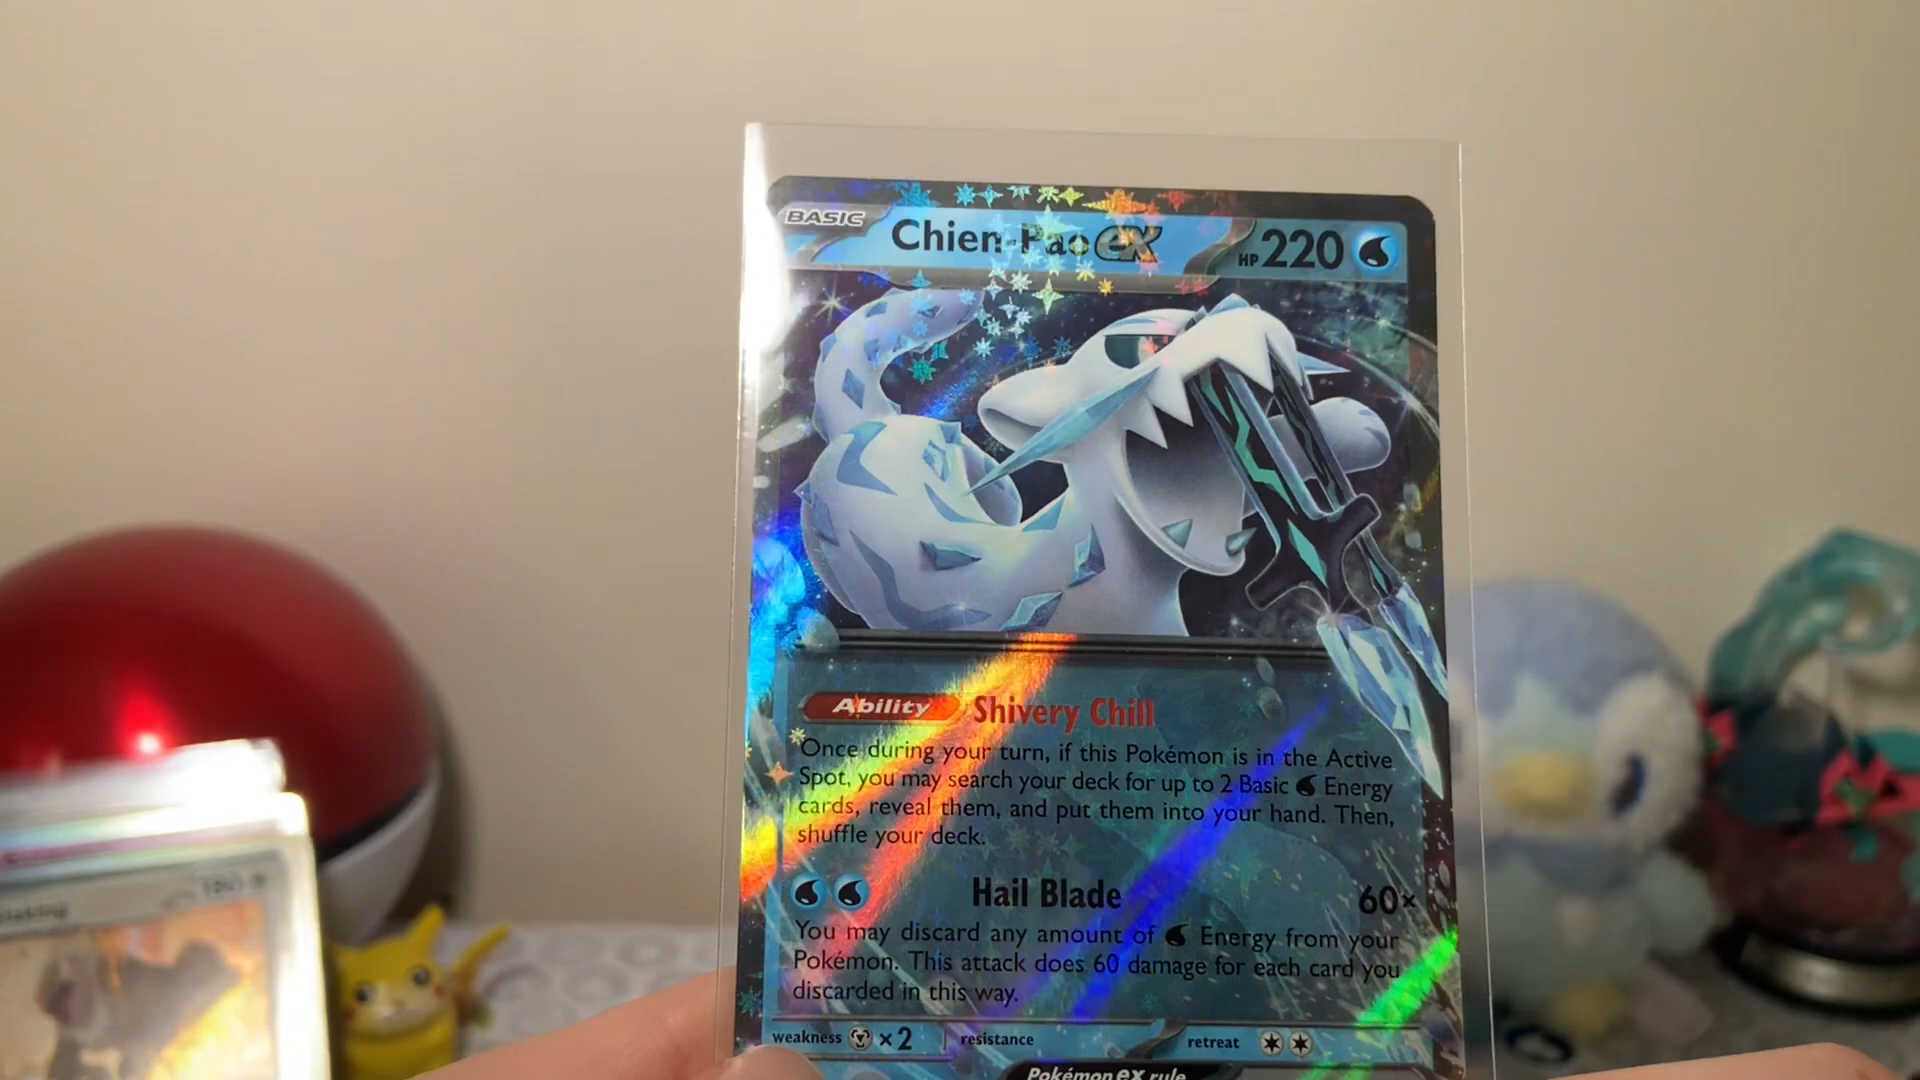 BASIC
Chien-Pao ex
HP 220
Ability Shivery Chill
Once during your turn, if this Pokémon is in the Active
Spot, you may search your deck for up to 2 Basic Energy
cards, reveal them, and put them into your hand. Then,
shuffle your deck.
Hail Blade 60×
You may discard any amount of Energy from your
Pokémon. This attack does 60 damage for each card you
discarded in this way.
weakness ×2 resistance retreat
Pokémon ex rule
180